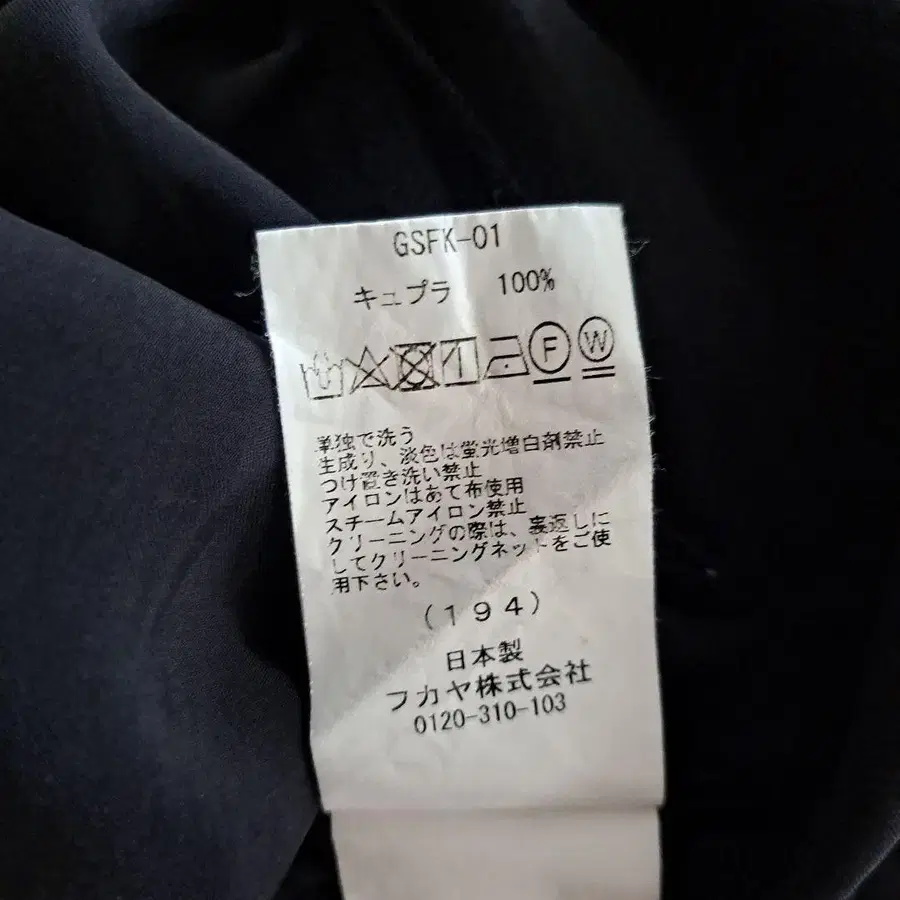 GSFK-01
キュプラ 100%
F W
単独で洗う
生成り、淡色は蛍光増白剤禁止
つけ置き洗い禁止
アイロンはあて布使用
スチームアイロン禁止
クリーニングの際は、裏返しに
してクリーニングネットをご使
用下さい。
(194)
日本製
フカヤ株式会社
0120-310-103